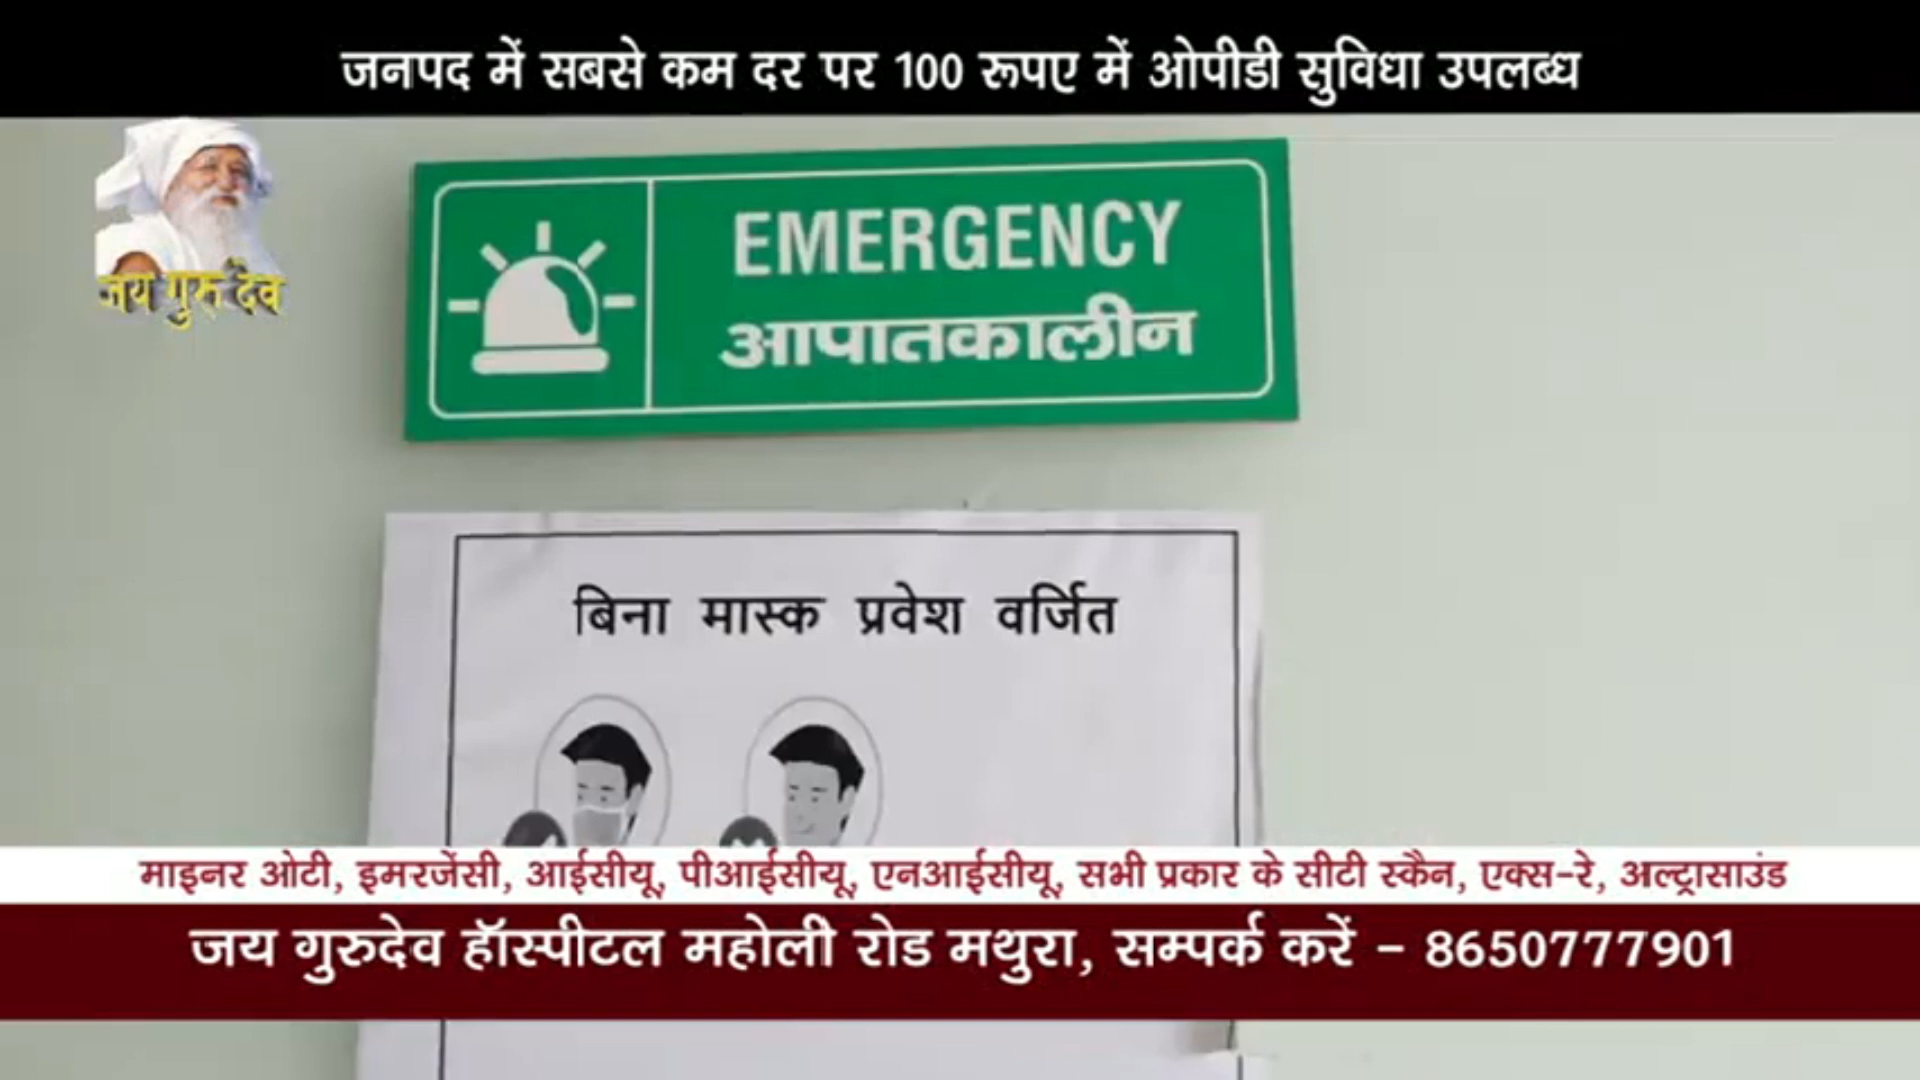 जनपद में सबसे कम दर पर 100 रूपए में ओपीडी सुविधा उपलब्ध
जय गुरु देव
EMERGENCY
आपातकालीन
बिना मास्क प्रवेश वर्जित
माइनर ओटी, इमरजेंसी, आईसीयू, पीआईसीयू, एनआईसीयू, सभी प्रकार के सीटी स्कैन, एक्स-रे, अल्ट्रासाउंड
जय गुरुदेव हॉस्पीटल महोली रोड मथुरा, सम्पर्क करें - 8650777901